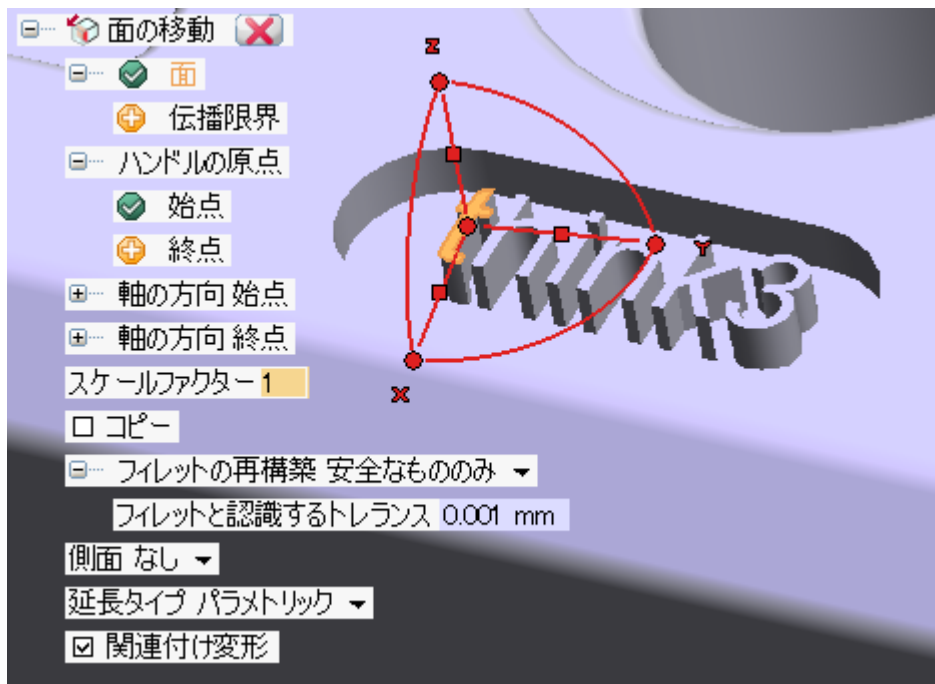 面の移動
面
伝播限界
ハンドルの原点
始点
終点
軸の方向 始点
軸の方向 終点
スケールファクター 1
コピー
フィレットの再構築 安全なもののみ
フィレットと認識するトレランス 0.001 mm
側面 なし
延長タイプ パラメトリック
関連付け変形
Z
Y
X
think3